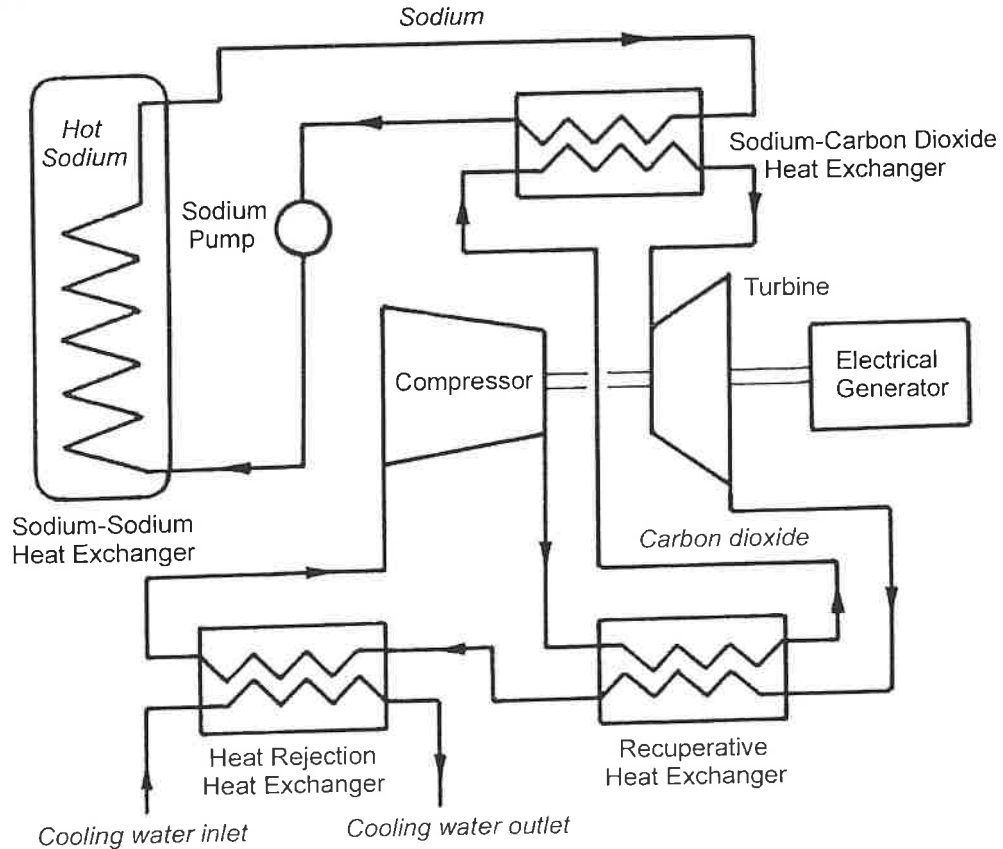 Sodium
Hot
Sodium
Sodium-Carbon Dioxide
Heat Exchanger
Sodium
Pump
Turbine
Compressor
Electrical
Generator
Sodium-Sodium
Heat Exchanger
Carbon dioxide
Heat Rejection
Heat Exchanger
Recuperative
Heat Exchanger
Cooling water inlet
Cooling water outlet